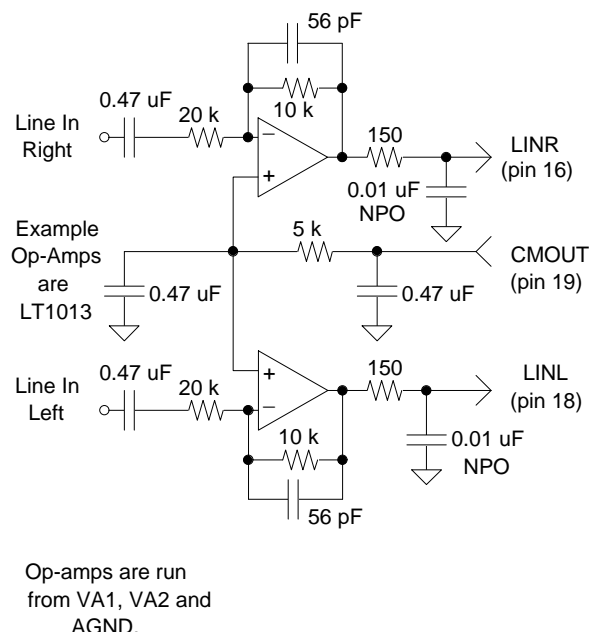 56 pF
0.47 uF
20 k
10 k
150
Line In
Right
LINR
(pin 16)
0.01 uF
NPO
Example
Op-Amps
are
LT1013
5 k
CMOUT
(pin 19)
0.47 uF
0.47 uF
0.47 uF
20 k
150
Line In
Left
LINL
(pin 18)
10 k
0.01 uF
NPO
56 pF
Op-amps are run
from VA1, VA2 and
AGND.